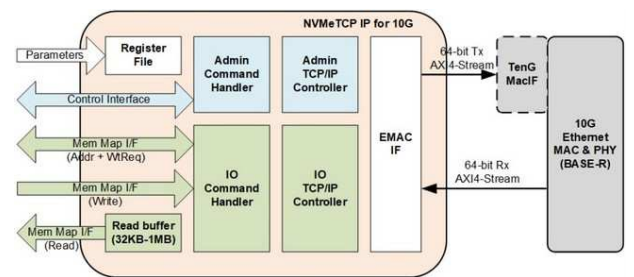 NVMeTCP IP for 10G
Parameters
Register
File
Admin
Command
Handler
Admin
TCP/IP
Controller
Control Interface
Mem Map I/F
(Addr + WtReq)
Mem Map I/F
(Write)
Mem Map I/F
(Read)
Read buffer
(32KB-1MB)
IO
Command
Handler
IO
TCP/IP
Controller
EMAC
IF
64-bit Tx
AXI4-Stream
TenG
MacIF
64-bit Rx
AXI4-Stream
10G
Ethernet
MAC & PHY
(BASE-R)